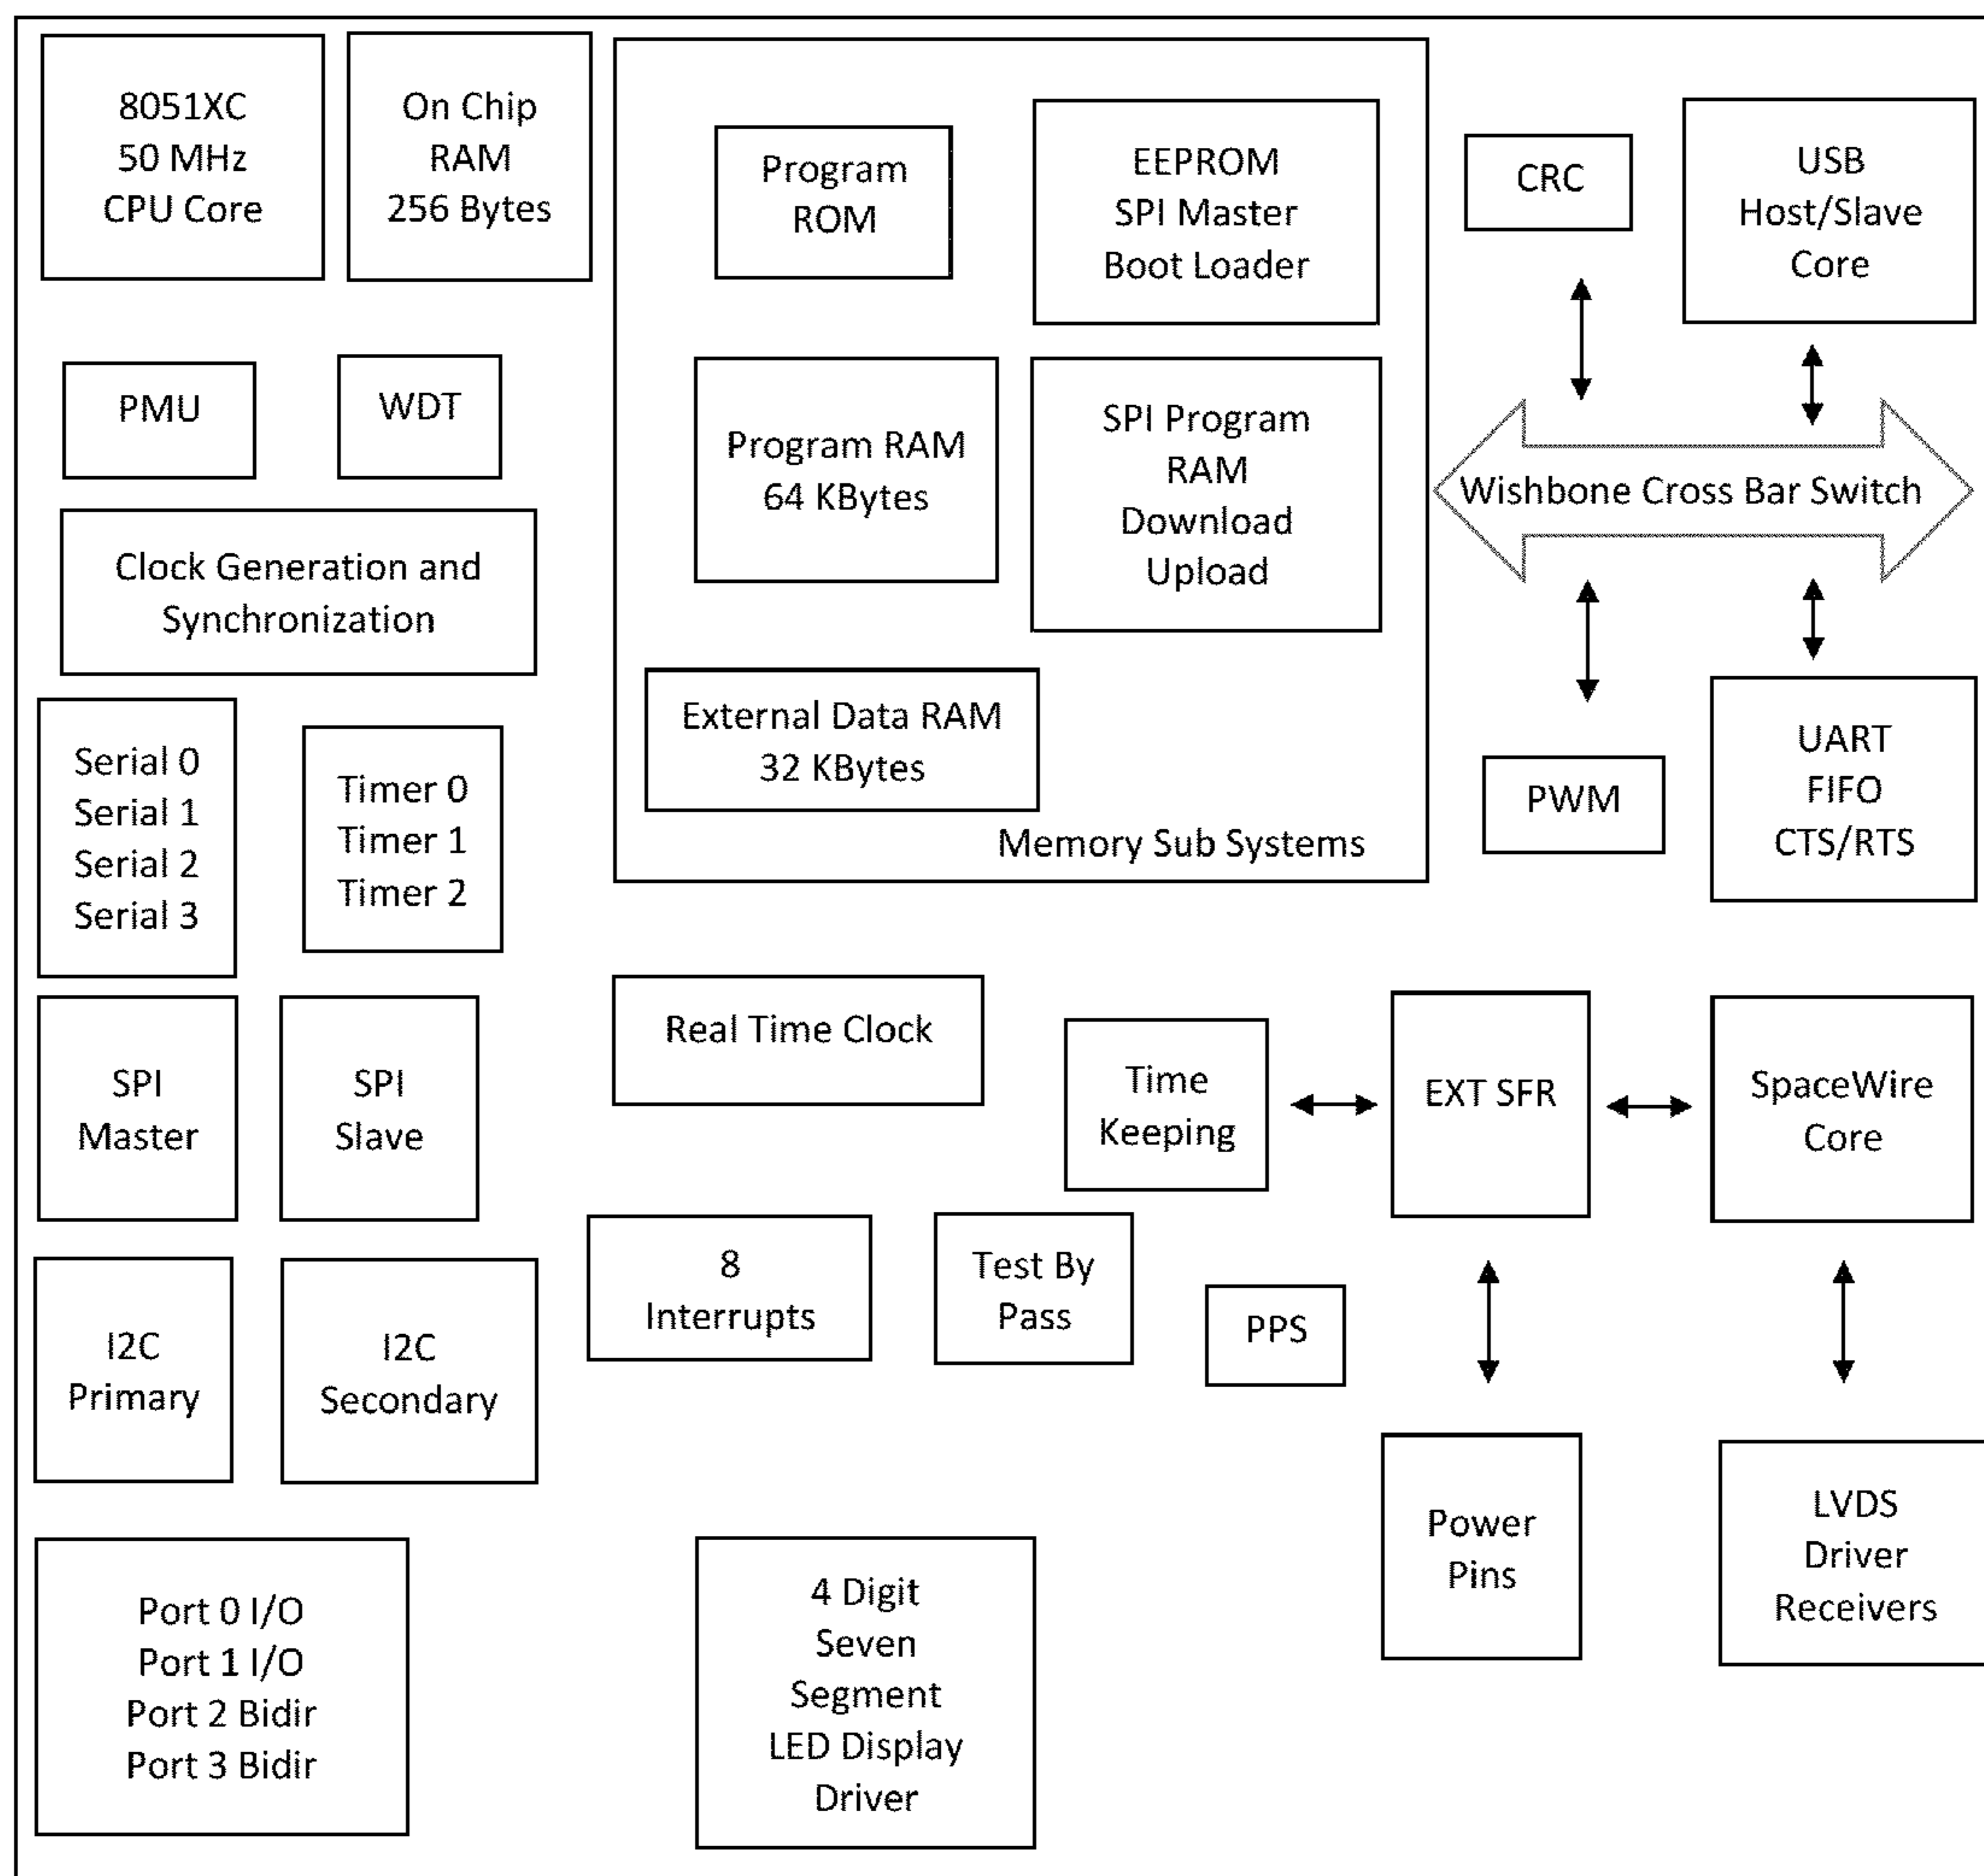 8051XC
50 MHz
CPU Core
On Chip
RAM
256 Bytes
Program
ROM
EEPROM
SPI Master
Boot Loader
CRC
USB
Host/Slave
Core
PMU
WDT
Program RAM
64 KBytes
SPI Program
RAM
Download
Upload
Wishbone Cross Bar Switch
Clock Generation and
Synchronization
External Data RAM
32 KBytes
Memory Sub Systems
PWM
UART
FIFO
CTS/RTS
Serial 0
Serial 1
Serial 2
Serial 3
Timer 0
Timer 1
Timer 2
SPI
Master
SPI
Slave
Real Time Clock
Time
Keeping
EXT SFR
SpaceWire
Core
I2C
Primary
I2C
Secondary
8
Interrupts
Test By
Pass
PPS
Power
Pins
LVDS
Driver
Receivers
Port 0 I/O
Port 1 I/O
Port 2 Bidir
Port 3 Bidir
4 Digit
Seven
Segment
LED Display
Driver